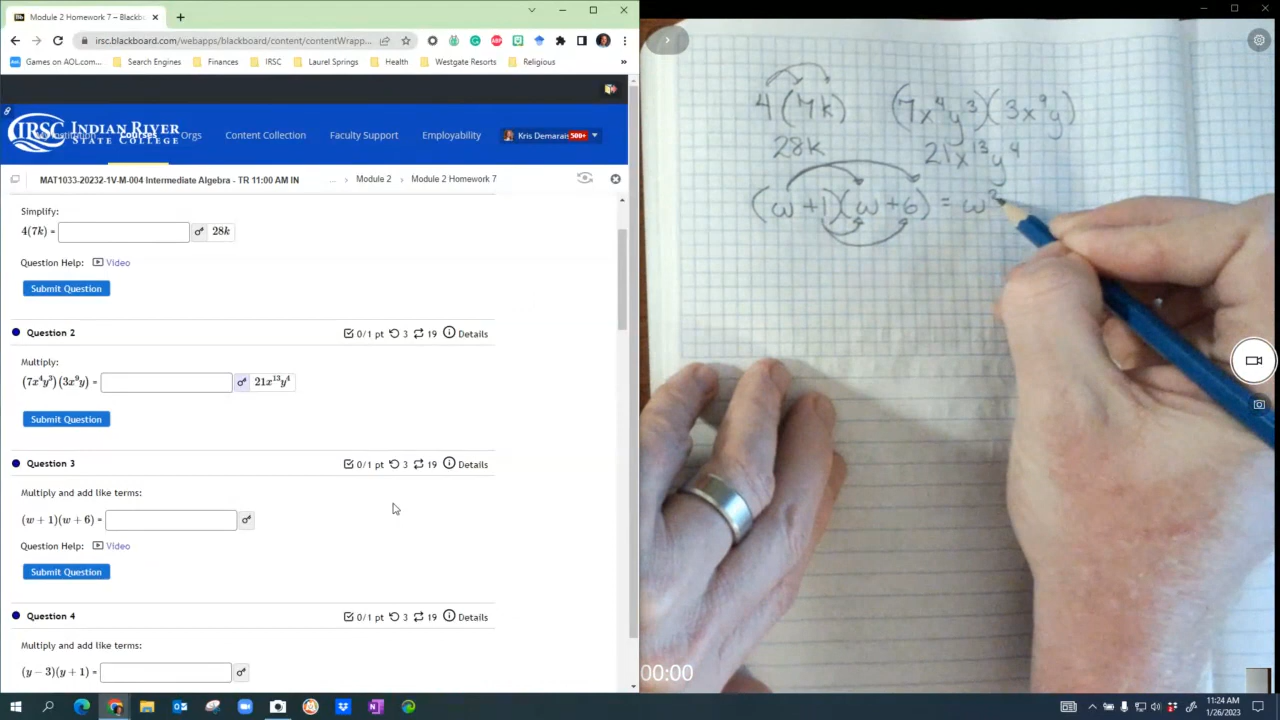 Module 2 Homework 7 – Blackb
irsc.blackboard.com/webapps/blackboard/content/contentWrapp...
Games on AOL.com...
Search Engines
Finances
IRSC
Laurel Springs
Health
Westgate Resorts
Religious
»
IRSC INDIAN RIVER
STATE COLLEGE
Courses
Orgs
Content Collection
Faculty Support
Employability
Kris Demarais
500+
MAT1033-20232-1V-M-004 Intermediate Algebra - TR 11:00 AM IN
...
Module 2
Module 2 Homework 7
Simplify:
4(7k) = 28k
Question Help: Video
Submit Question
Question 2 0/1 pt 3 19 Details
Multiply:
(7x⁴y³)(3x⁹y) = 21x¹³y⁴
Submit Question
Question 3 0/1 pt 3 19 Details
Multiply and add like terms:
(w + 1)(w + 6) =
Question Help: Video
Submit Question
Question 4 0/1 pt 3 19 Details
Multiply and add like terms:
(y − 3)(y + 1) =
4(7k) (7x⁴y³)(3x⁹y)
28k 21x¹³y⁴
(w+1)(w+6) = w²
00:00
11:24 AM
1/26/2023